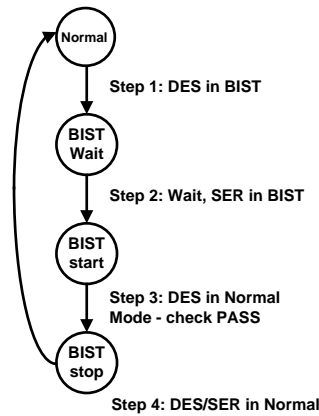 Normal
Step 1: DES in BIST
BIST
Wait
Step 2: Wait, SER in BIST
BIST
start
Step 3: DES in Normal
Mode - check PASS
BIST
stop
Step 4: DES/SER in Normal